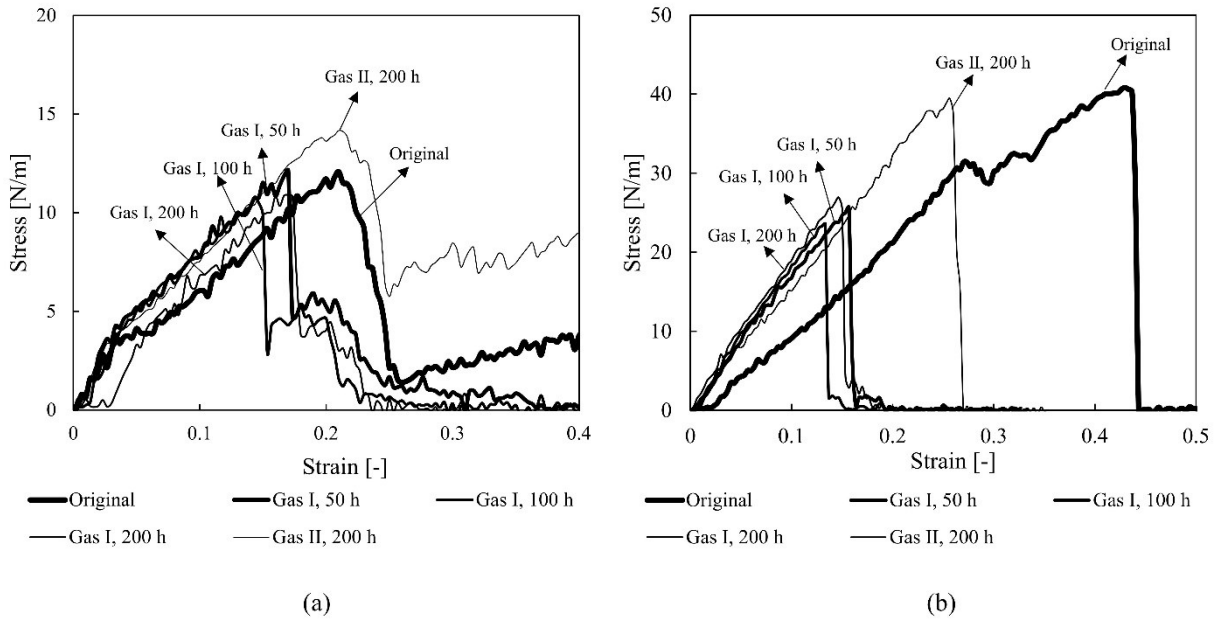 20
15
10
5
0
Stress [N/m]
Gas II, 200 h
Gas I, 50 h
Original
Gas I, 100 h
Gas I, 200 h
0
0.1
0.2
0.3
0.4
Strain [-]
Original
Gas I, 50 h
Gas I, 100 h
Gas I, 200 h
Gas II, 200 h
(a)
50
40
30
20
10
0
Stress [N/m]
Original
Gas II, 200 h
Gas I, 50 h
Gas I, 100 h
Gas I, 200 h
0
0.1
0.2
0.3
0.4
0.5
Strain [-]
Original
Gas I, 50 h
Gas I, 100 h
Gas I, 200 h
Gas II, 200 h
(b)